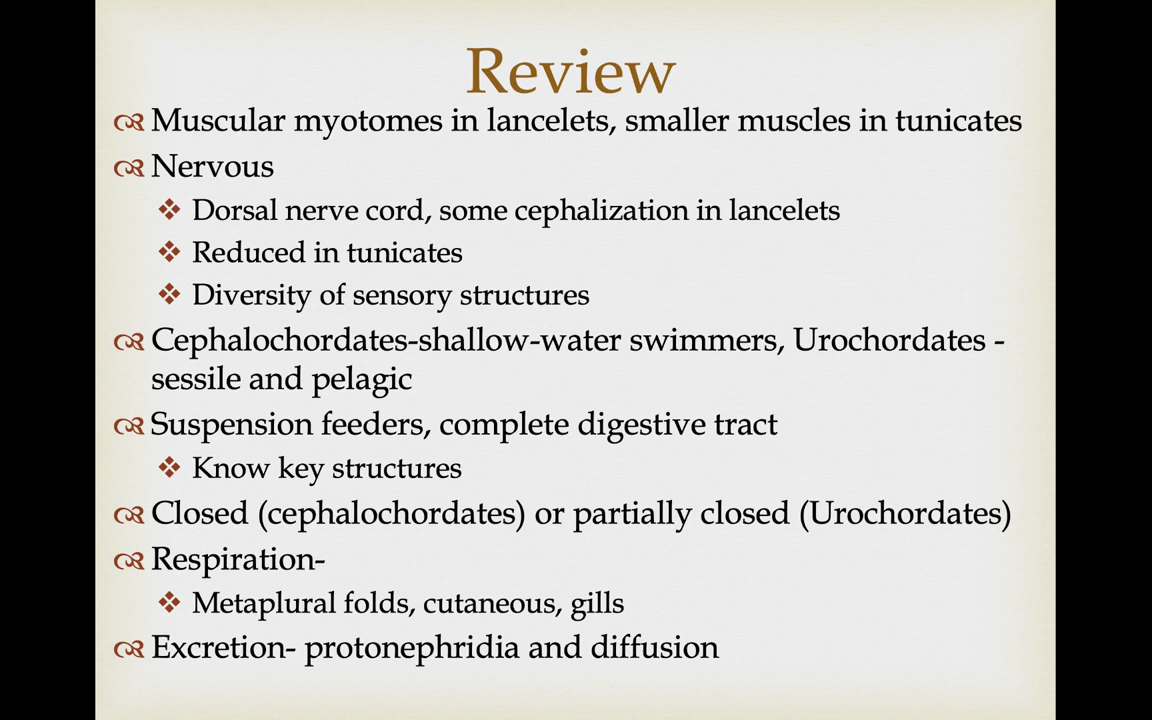 Review
Muscular myotomes in lancelets, smaller muscles in tunicates
Nervous
Dorsal nerve cord, some cephalization in lancelets
Reduced in tunicates
Diversity of sensory structures
Cephalochordates-shallow-water swimmers, Urochordates -
sessile and pelagic
Suspension feeders, complete digestive tract
Know key structures
Closed (cephalochordates) or partially closed (Urochordates)
Respiration-
Metaplural folds, cutaneous, gills
Excretion- protonephridia and diffusion